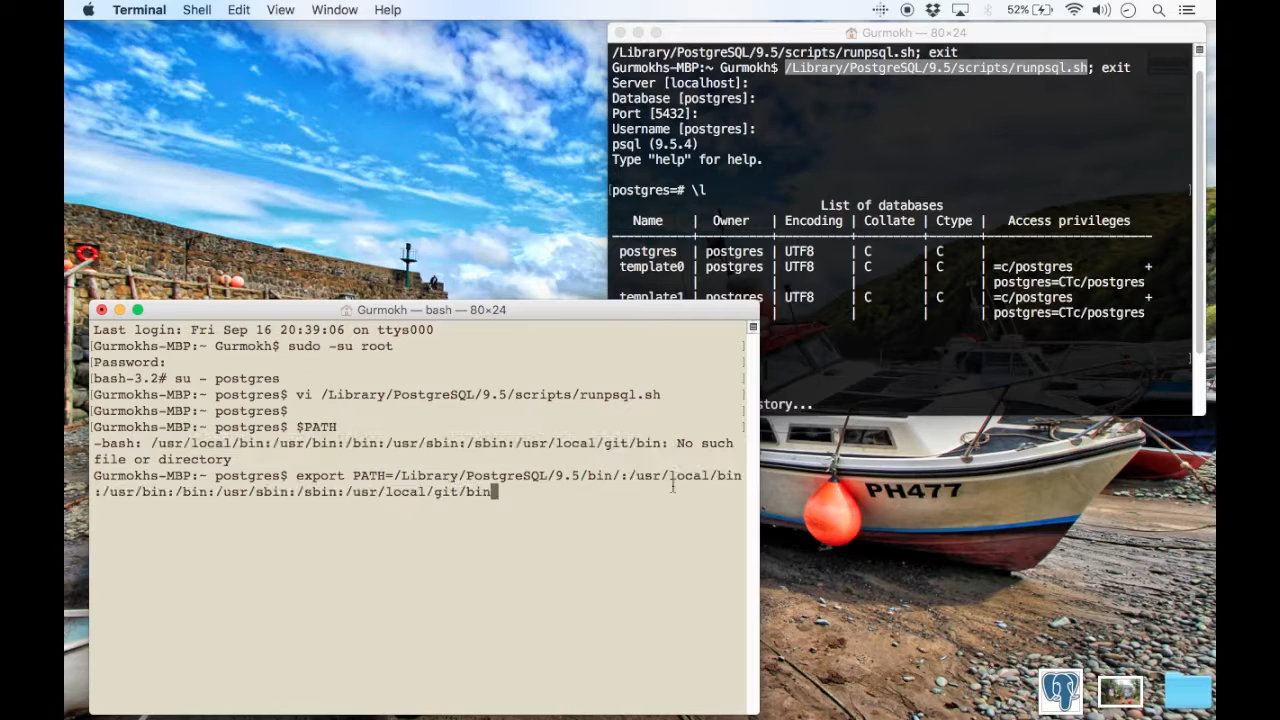 Terminal Shell Edit View Window Help 52%
Gurmokh — 80×24
/Library/PostgreSQL/9.5/scripts/runpsql.sh; exit
Gurmokhs-MBP:~ Gurmokh$ /Library/PostgreSQL/9.5/scripts/runpsql.sh; exit
Server [localhost]:
Database [postgres]:
Port [5432]:
Username [postgres]:
psql (9.5.4)
Type "help" for help.
postgres=# \l
List of databases
Name | Owner | Encoding | Collate | Ctype | Access privileges
postgres | postgres | UTF8 | C | C |
template0 | postgres | UTF8 | C | C | =c/postgres +
| | | | postgres=CTc/postgres
template1 | postgres | UTF8 | C | C | =c/postgres +
| | | | postgres=CTc/postgres
story...
Gurmokh — bash — 80×24
Last login: Fri Sep 16 20:39:06 on ttys000
Gurmokhs-MBP:~ Gurmokh$ sudo -su root
Password:
bash-3.2# su - postgres
Gurmokhs-MBP:~ postgres$ vi /Library/PostgreSQL/9.5/scripts/runpsql.sh
Gurmokhs-MBP:~ postgres$
Gurmokhs-MBP:~ postgres$ $PATH
-bash: /usr/local/bin:/usr/bin:/bin:/usr/sbin:/sbin:/usr/local/git/bin: No such
file or directory
Gurmokhs-MBP:~ postgres$ export PATH=/Library/PostgreSQL/9.5/bin/:/usr/local/bin
:/usr/bin:/bin:/usr/sbin:/sbin:/usr/local/git/bin
PH477